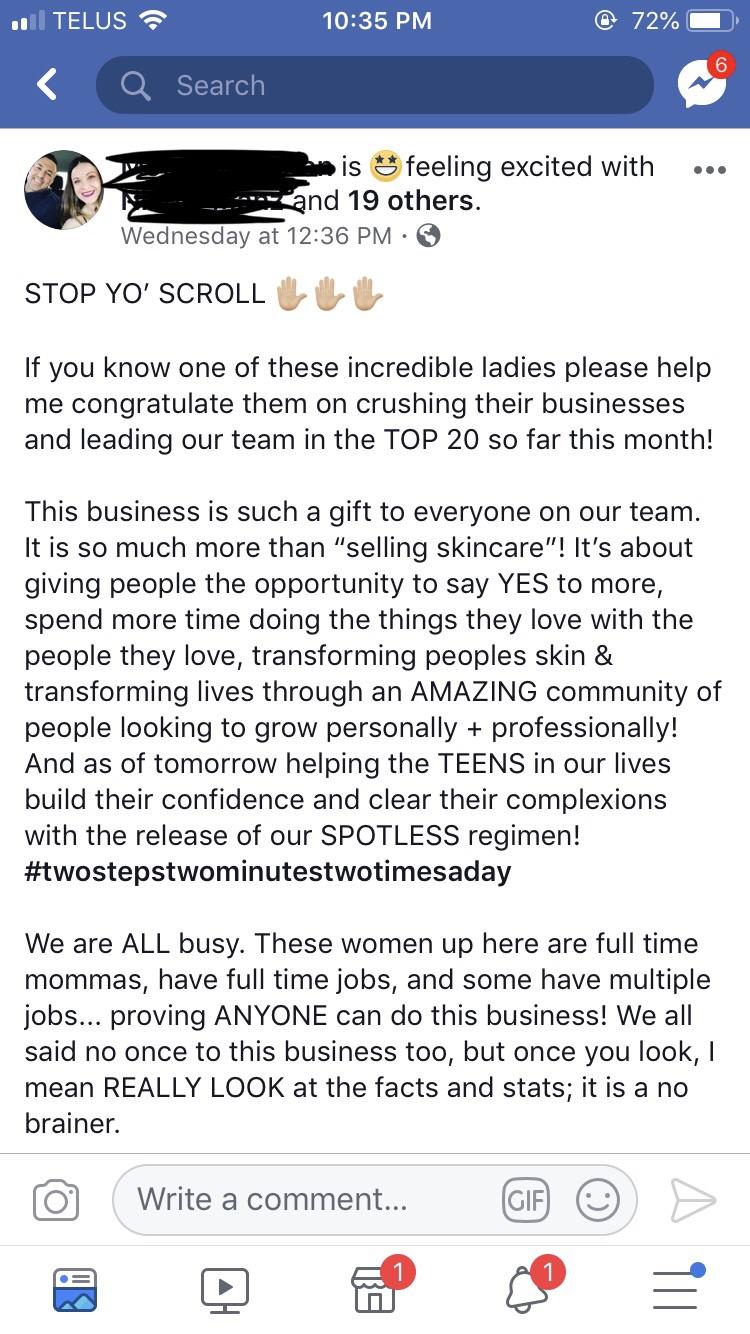 TELUS 10:35 PM 72%
Search 6
is 🤩 feeling excited with
and 19 others.
Wednesday at 12:36 PM ·
STOP YO’ SCROLL ✋🏼✋🏼✋🏼
If you know one of these incredible ladies please help
me congratulate them on crushing their businesses
and leading our team in the TOP 20 so far this month!
This business is such a gift to everyone on our team.
It is so much more than “selling skincare”! It’s about
giving people the opportunity to say YES to more,
spend more time doing the things they love with the
people they love, transforming peoples skin &
transforming lives through an AMAZING community of
people looking to grow personally + professionally!
And as of tomorrow helping the TEENS in our lives
build their confidence and clear their complexions
with the release of our SPOTLESS regimen!
#twostepstwominutestwotimesaday
We are ALL busy. These women up here are full time
mommas, have full time jobs, and some have multiple
jobs... proving ANYONE can do this business! We all
said no once to this business too, but once you look, I
mean REALLY LOOK at the facts and stats; it is a no
brainer.
Write a comment... GIF
1 1